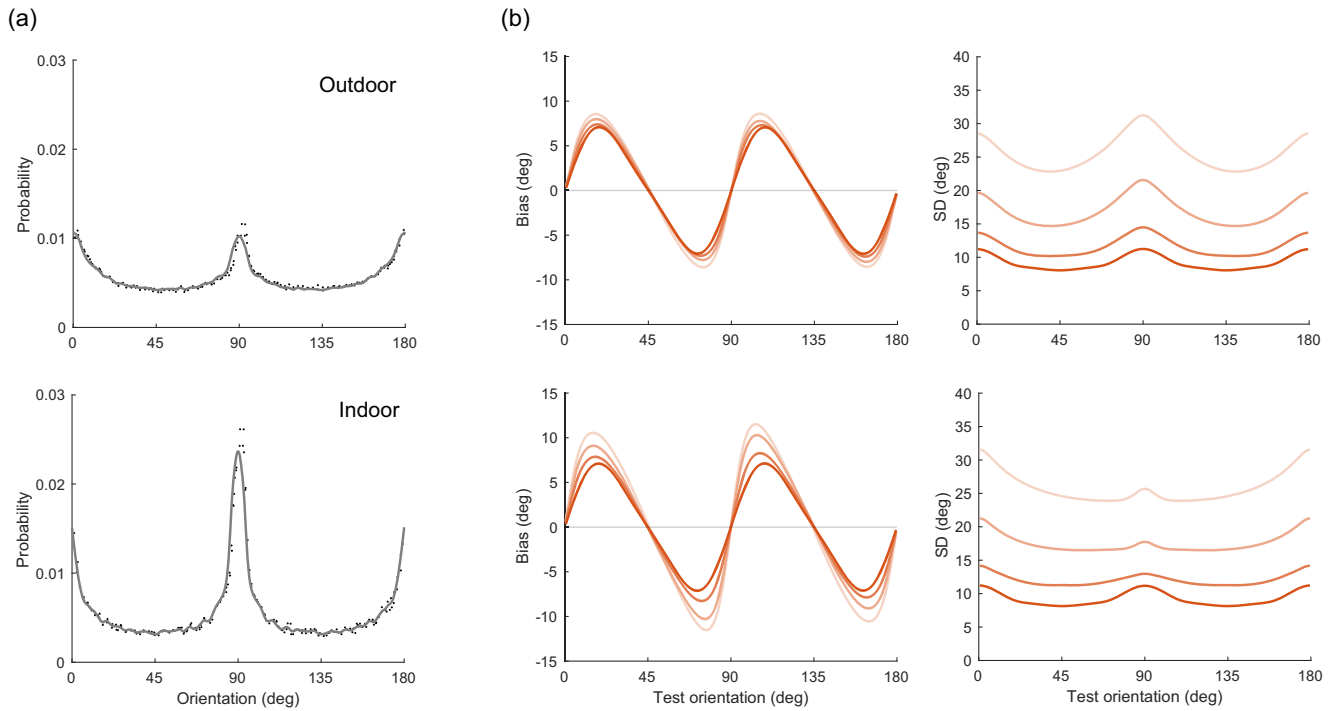 (a)
(b)
0.03
0.02
0.01
0
Probability
Outdoor
0 45 90 135 180
15
10
5
0
-5
-10
-15
Bias (deg)
0 45 90 135 180
40
35
30
25
20
15
10
5
0
SD (deg)
0 45 90 135 180
0.03
0.02
0.01
0
Probability
Indoor
0 45 90 135 180
Orientation (deg)
15
10
5
0
-5
-10
-15
Bias (deg)
0 45 90 135 180
Test orientation (deg)
40
35
30
25
20
15
10
5
0
SD (deg)
0 45 90 135 180
Test orientation (deg)